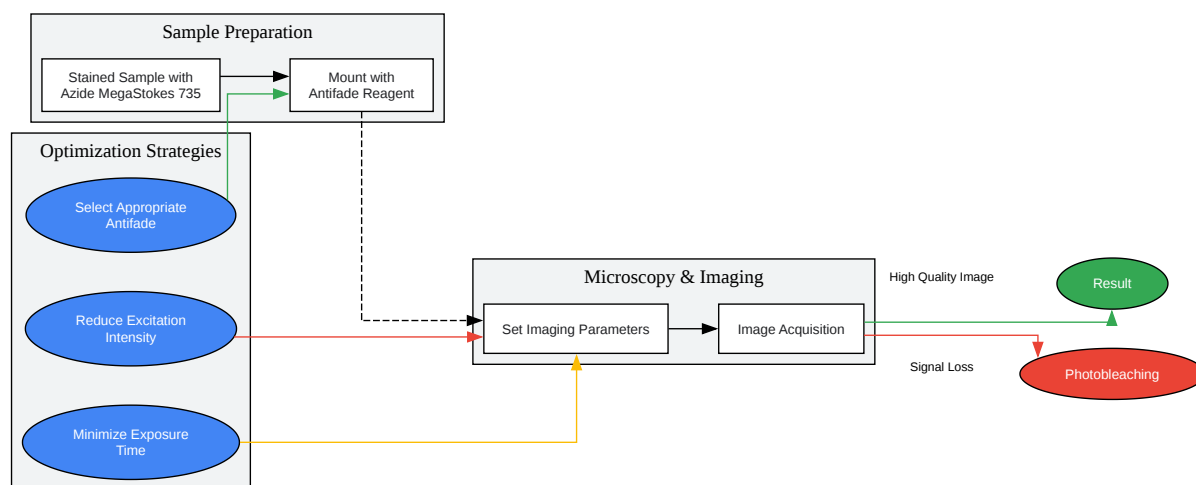 Sample Preparation
Stained Sample with
Azide MegaStokes 735
Mount with
Antifade Reagent
Optimization Strategies
Select Appropriate
Antifade
Reduce Excitation
Intensity
Minimize Exposure
Time
Microscopy & Imaging
Set Imaging Parameters
Image Acquisition
High Quality Image
Signal Loss
Result
Photobleaching